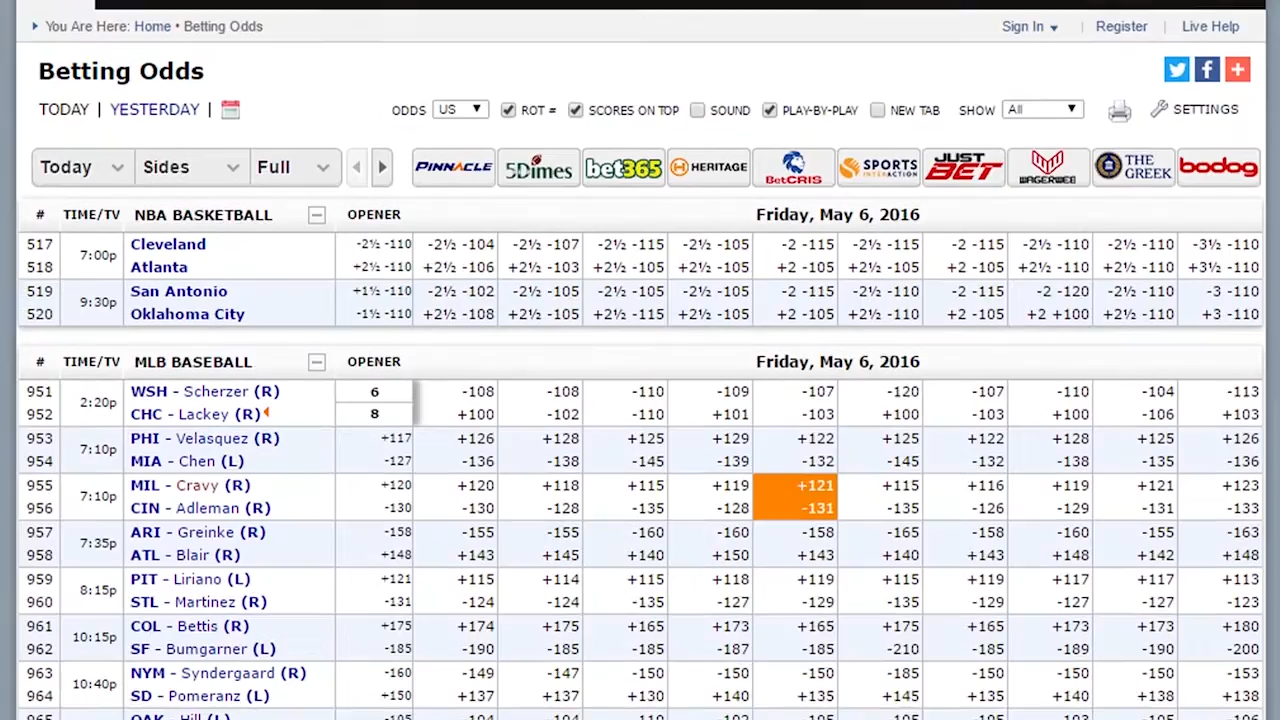 You Are Here: Home • Betting Odds Sign In | Register | Live Help
Betting Odds
TODAY | YESTERDAY | ODDS US ROT = SCORES ON TOP SOUND PLAY-BY-PLAY NEW TAB SHOW All SETTINGS
Today Sides Full PINNACLE 5Dimes bet365 HERITAGE BetCRIS SPORTS INTERACTION JUST BET WAGERWEB THE GREEK bodog
# TIME/TV NBA BASKETBALL OPENER Friday, May 6, 2016
517 7:00p Cleveland -2½ -110 -2½ -104 -2½ -107 -2½ -115 -2½ -105 -2 -115 -2½ -105 -2 -115 -2½ -110 -2½ -110 -3½ -110
518 Atlanta +2½ -110 +2½ -106 +2½ -103 +2½ -105 +2½ -105 +2 -105 +2½ -115 +2 -105 +2½ -110 +2½ -110 +3½ -110
519 9:30p San Antonio +1½ -110 -2½ -102 -2½ -105 -2½ -105 -2½ -105 -2 -115 -2½ -110 -2 -115 -2 -120 -2½ -110 -3 -110
520 Oklahoma City -1½ -110 +2½ -108 +2½ -105 +2½ -115 +2½ -105 +2 -105 +2½ -110 +2 -105 +2 +100 +2½ -110 +3 -110
# TIME/TV MLB BASEBALL OPENER Friday, May 6, 2016
951 2:20p WSH - Scherzer (R) 6 -108 -108 -110 -109 -107 -120 -107 -110 -104 -113
952 CHC - Lackey (R) 8 +100 -102 -110 +101 -103 +100 -103 +100 -106 +103
953 7:10p PHI - Velasquez (R) +117 +126 +128 +125 +129 +122 +125 +122 +128 +125 +126
954 MIA - Chen (L) -127 -136 -138 -145 -139 -132 -145 -132 -138 -135 -136
955 7:10p MIL - Cravy (R) +120 +120 +118 +115 +119 +121 +115 +116 +119 +121 +123
956 CIN - Adleman (R) -130 -130 -128 -135 -128 -131 -135 -126 -129 -131 -133
957 7:35p ARI - Greinke (R) -158 -155 -155 -160 -160 -158 -165 -158 -160 -155 -163
958 ATL - Blair (R) +148 +143 +145 +140 +150 +143 +140 +143 +148 +142 +148
959 8:15p PIT - Liriano (L) +121 +115 +114 +115 +118 +119 +115 +119 +117 +117 +113
960 STL - Martinez (R) -131 -124 -124 -135 -127 -129 -135 -129 -127 -127 -123
961 10:15p COL - Bettis (R) +175 +174 +175 +165 +173 +165 +175 +165 +173 +165 +180
962 SF - Bumgarner (L) -185 -190 -185 -185 -187 -185 -210 -185 -189 -190 -200
963 10:40p NYM - Syndergaard (R) -160 -149 -147 -150 -150 -150 -185 -150 -150 -150 -153
964 SD - Pomeranz (L) +150 +137 +137 +130 +140 +135 +145 +135 +140 +138 +138